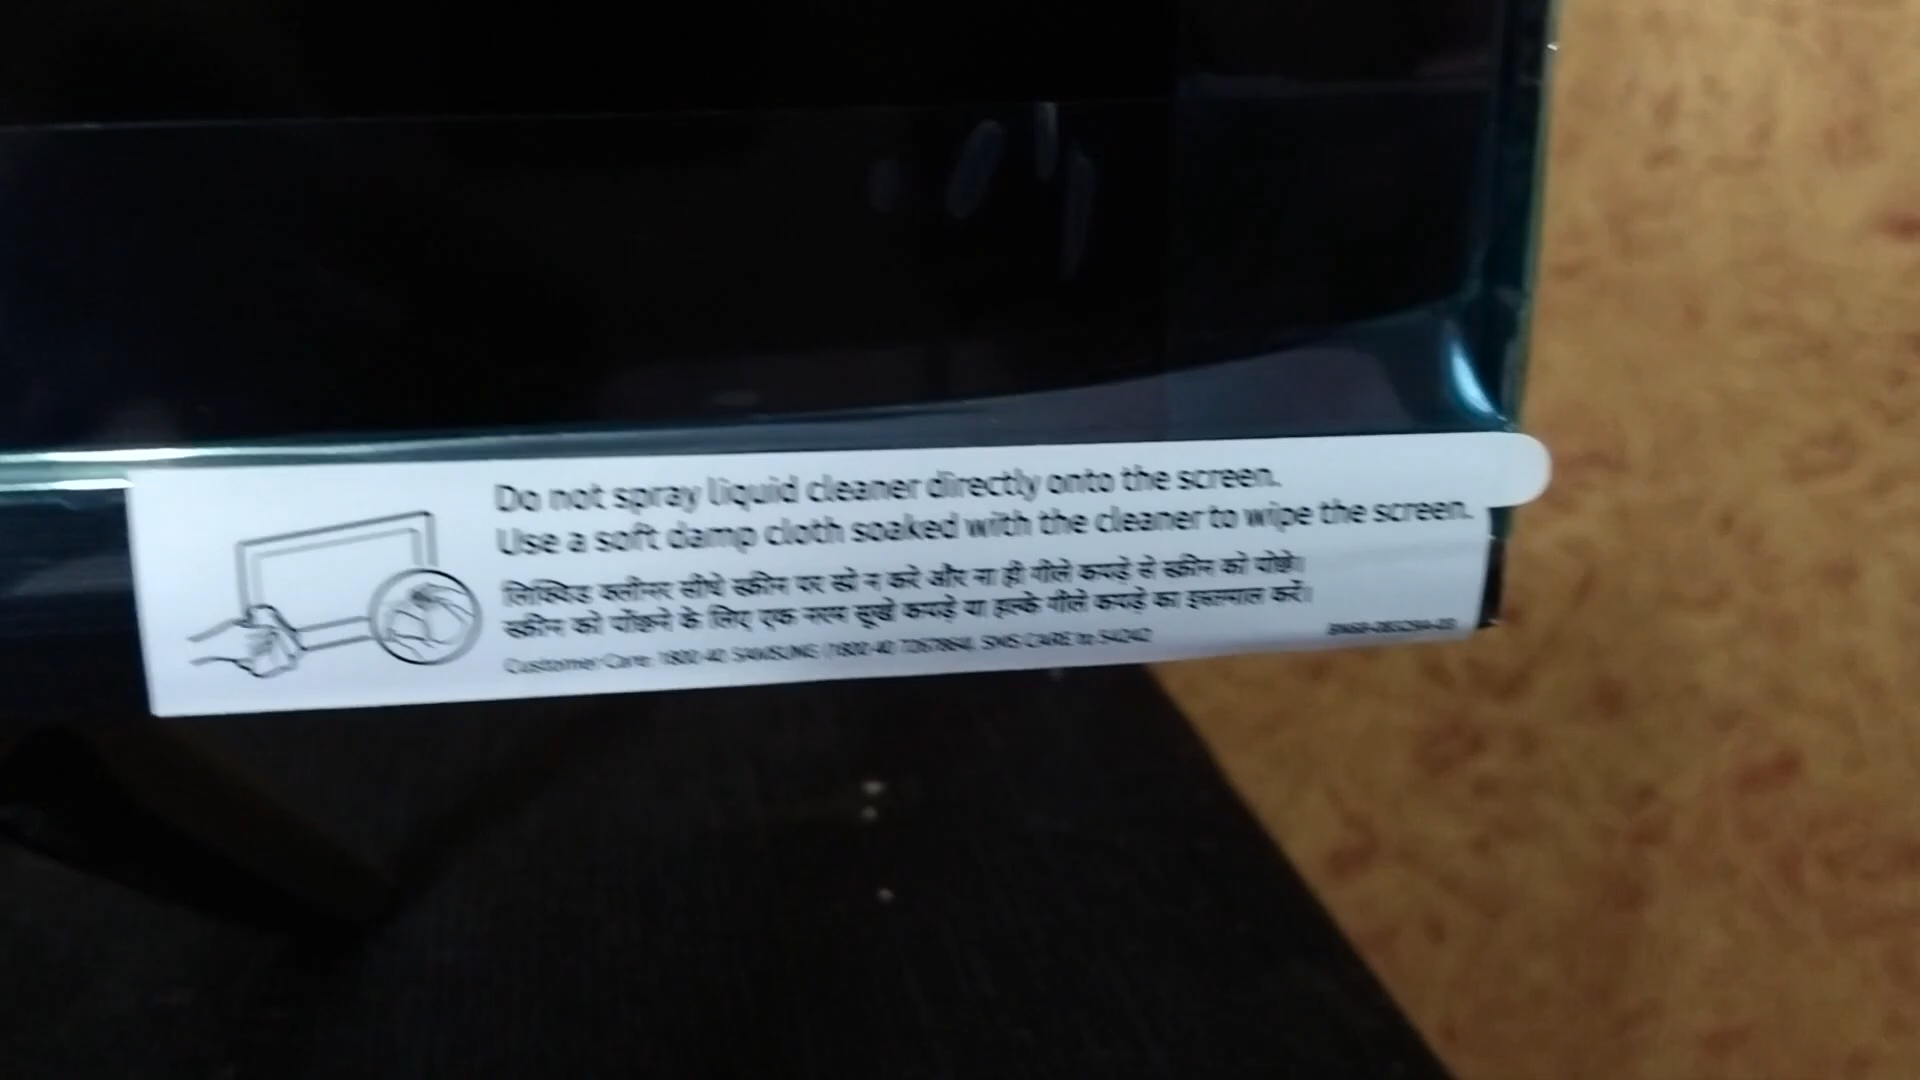 Do not spray liquid cleaner directly onto the screen.
Use a soft damp cloth soaked with the cleaner to wipe the screen.
लिक्विड क्लीनर सीधे स्क्रीन पर स्प्रे न करे और ना ही गीले कपड़े से स्क्रीन को पोछे।
स्क्रीन को पोंछने के लिए एक नरम सूखे कपड़े या हल्के गीले कपड़े का इस्तमाल करें।
Customer Care: 1800 40 SAMSUNG (1800 40 7267864), SMS CARE to 54242